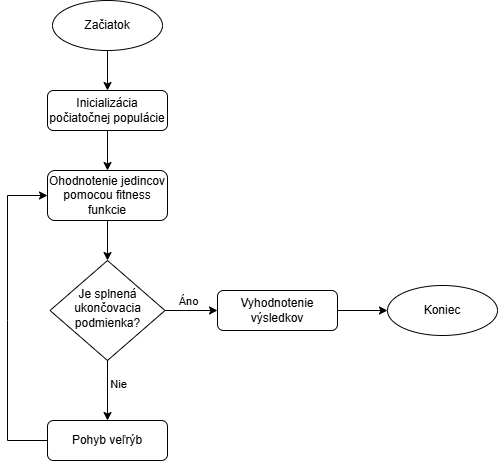 Začiatok
Inicializácia
počiatočnej populácie
Ohodnotenie jedincov
pomocou fitness
funkcie
Je splnená
ukončovacia
podmienka?
Áno
Vyhodnotenie
výsledkov
Koniec
Nie
Pohyb veľrýb